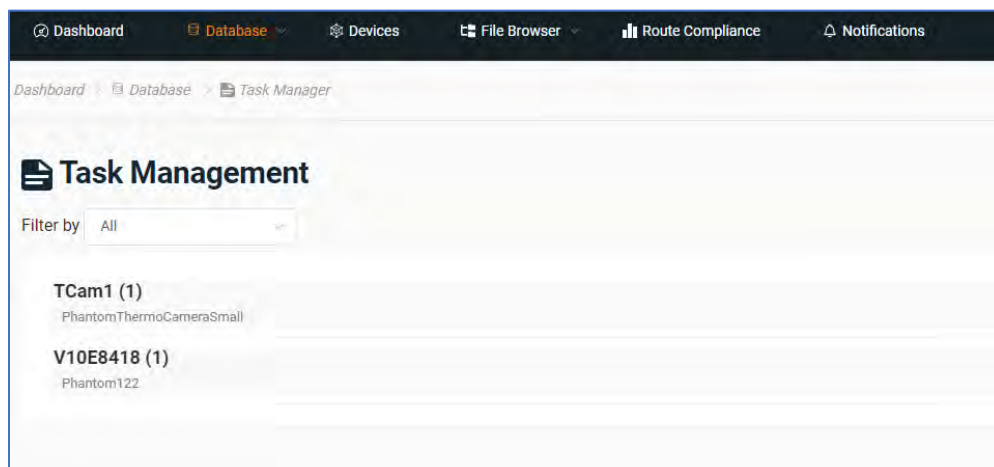 Dashboard Database Devices File Browser Route Compliance Notifications
Dashboard Database Task Manager
Task Management
Filter by All
TCam1 (1)
PhantomThermoCameraSmall
V10E8418 (1)
Phantom122